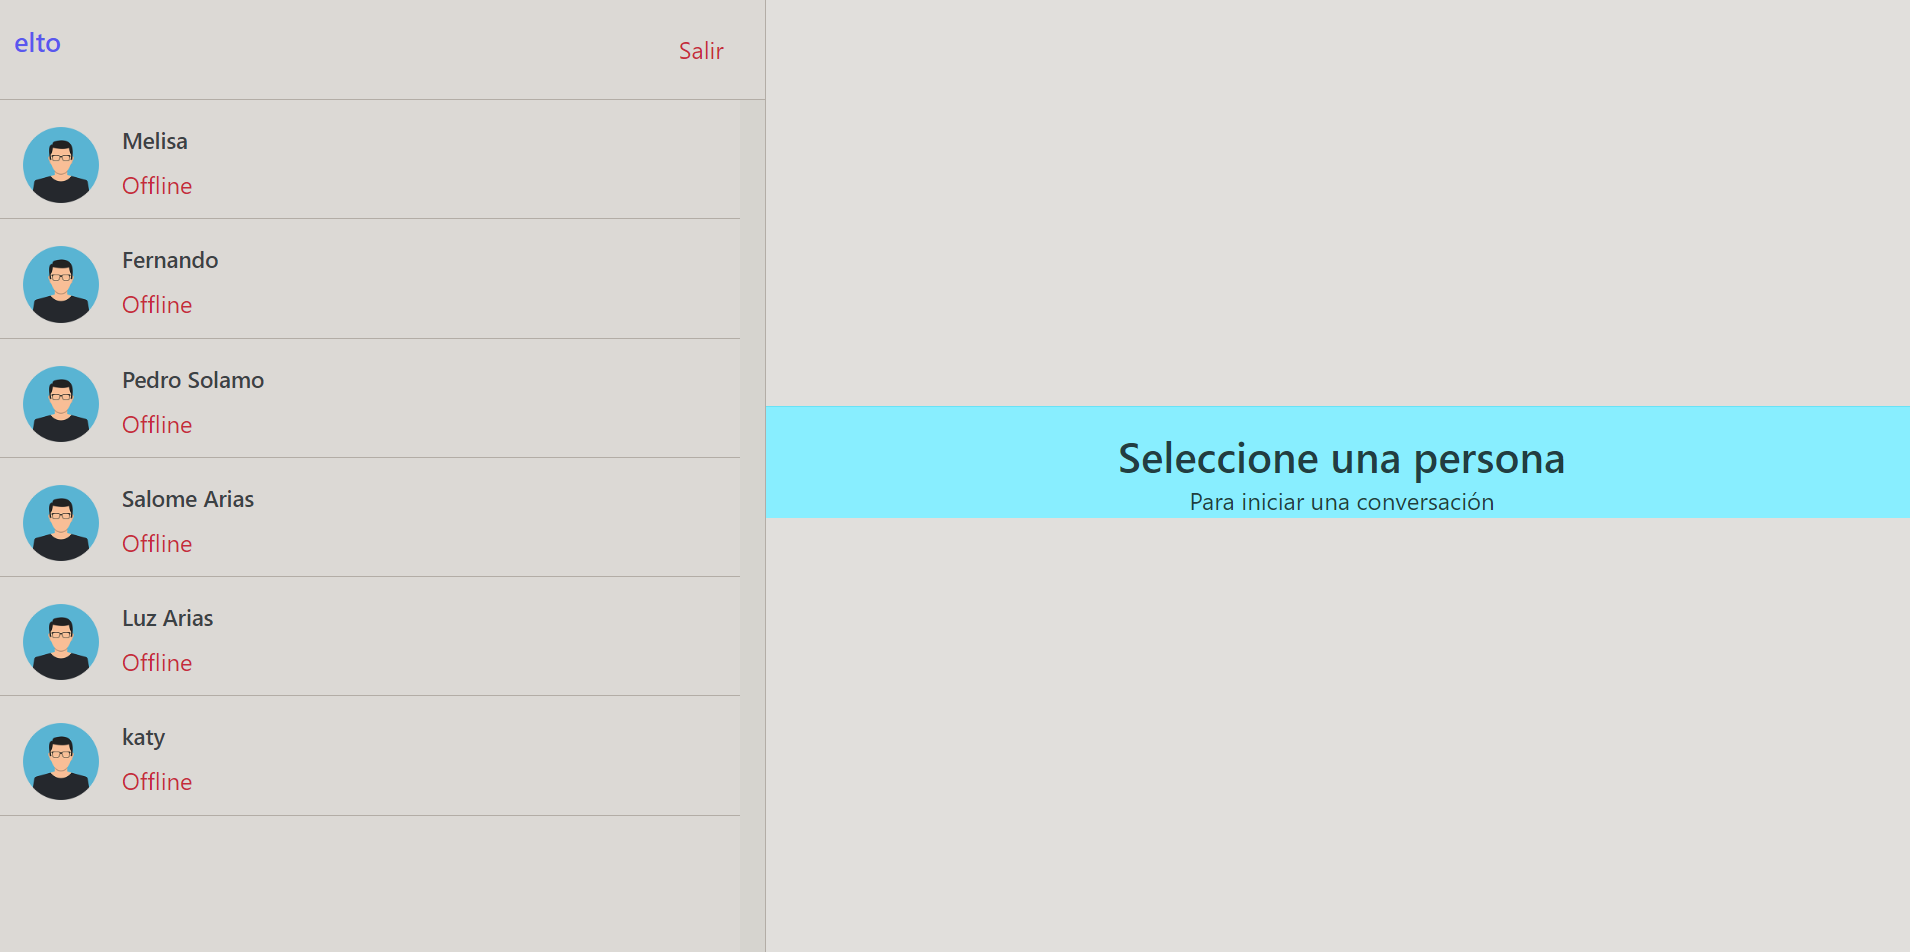 elto
Salir
Melisa
Offline
Fernando
Offline
Pedro Solamo
Offline
Salome Arias
Offline
Luz Arias
Offline
katy
Offline
Seleccione una persona
Para iniciar una conversación